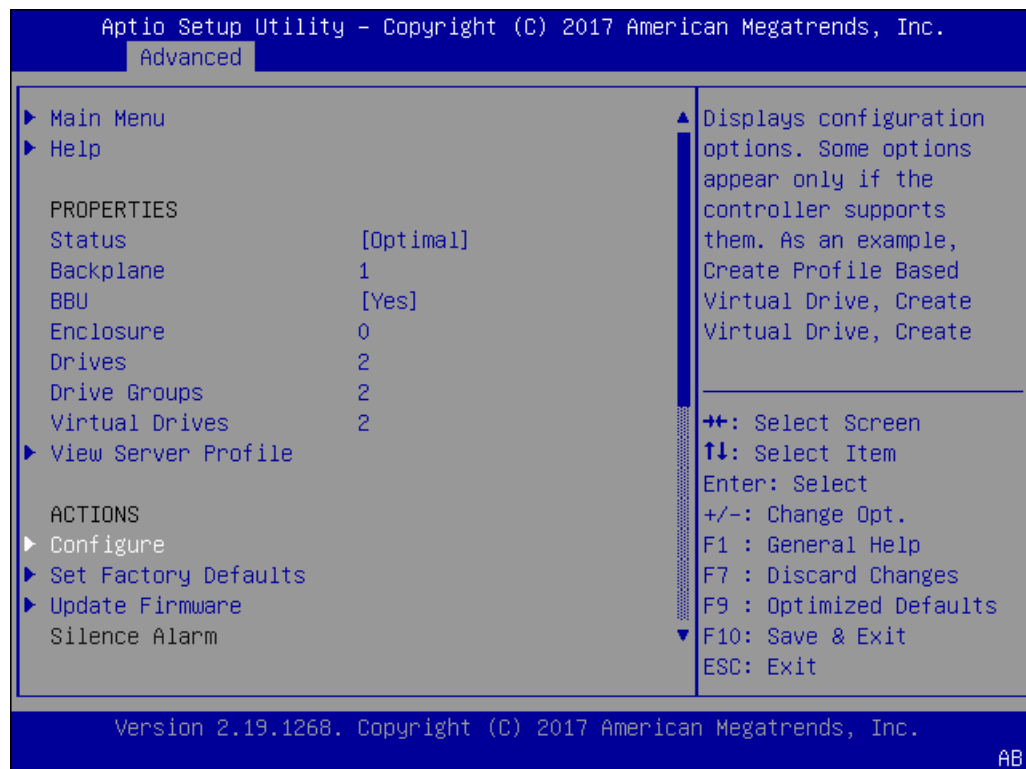 Aptio Setup Utility – Copyright (C) 2017 American Megatrends, Inc.
Advanced
Main Menu
Help
PROPERTIES
Status [Optimal]
Backplane 1
BBU [Yes]
Enclosure 0
Drives 2
Drive Groups 2
Virtual Drives 2
View Server Profile
ACTIONS
Configure
Set Factory Defaults
Update Firmware
Silence Alarm
Displays configuration
options. Some options
appear only if the
controller supports
them. As an example,
Create Profile Based
Virtual Drive, Create
Virtual Drive, Create
→←: Select Screen
↑↓: Select Item
Enter: Select
+/-: Change Opt.
F1 : General Help
F7 : Discard Changes
F9 : Optimized Defaults
F10: Save & Exit
ESC: Exit
Version 2.19.1268. Copyright (C) 2017 American Megatrends, Inc.
AB